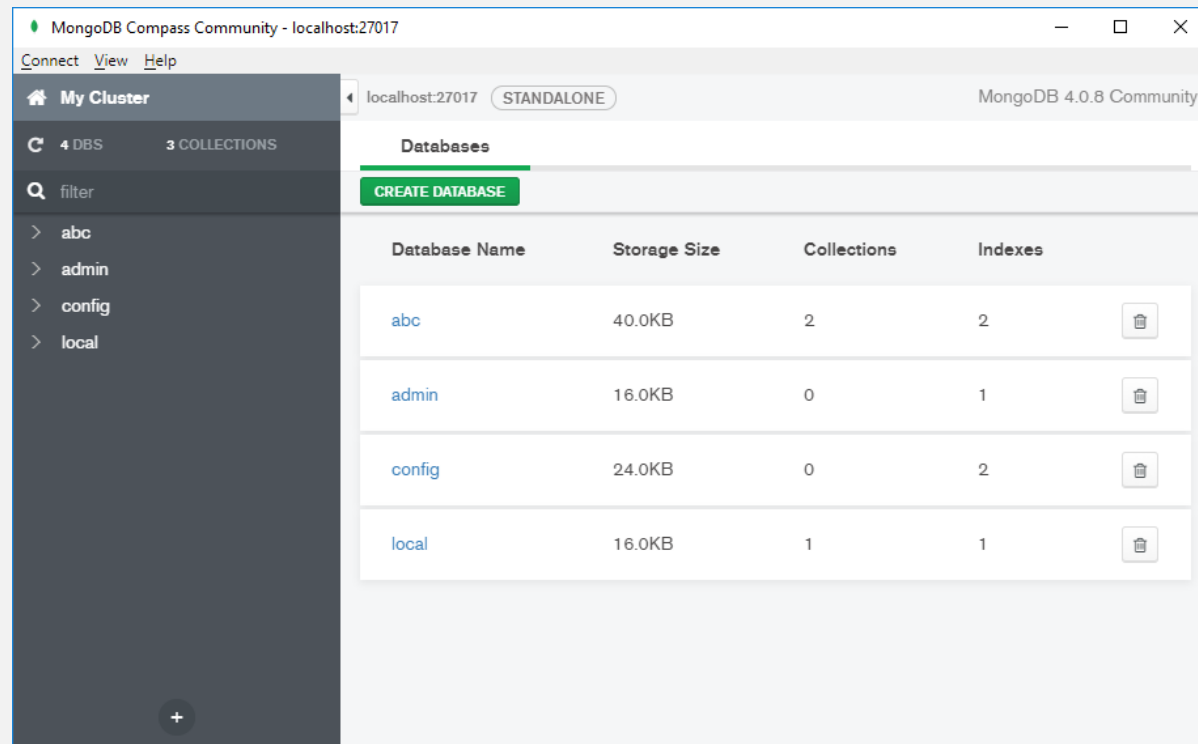 MongoDB Compass Community - localhost:27017
Connect View Help
My Cluster
4 DBS 3 COLLECTIONS
filter
abc
admin
config
local
localhost:27017 STANDALONE MongoDB 4.0.8 Community
Databases
CREATE DATABASE
Database Name Storage Size Collections Indexes
abc 40.0KB 2 2
admin 16.0KB 0 1
config 24.0KB 0 2
local 16.0KB 1 1